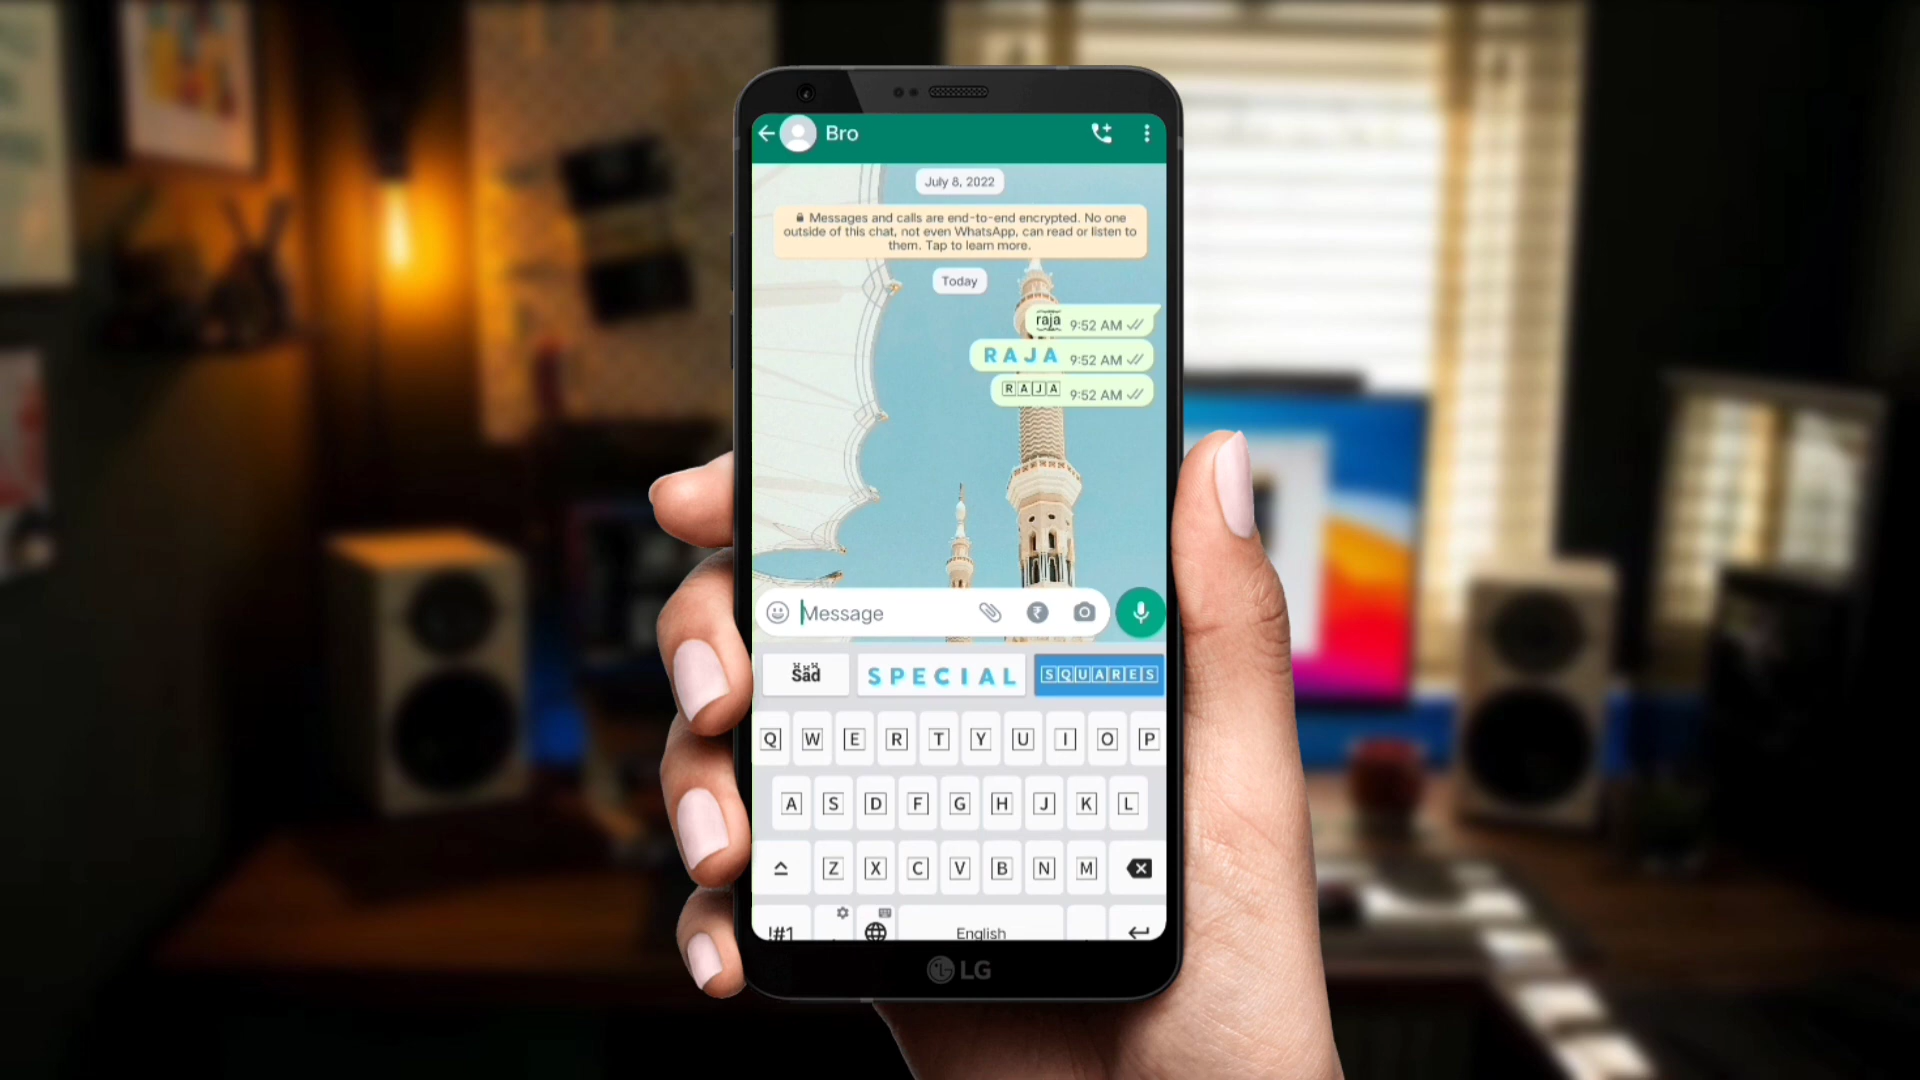 Bro
July 8, 2022
Messages and calls are end-to-end encrypted. No one
outside of this chat, not even WhatsApp, can read or listen to
them. Tap to learn more.
Today
raja 9:52 AM
RAJA 9:52 AM
🅁🄰🄹🄰 9:52 AM
Message
Sad SPECIAL 🅂🅀🅄🄰🅁🄴🅂
🅀 🅆 🄴 🅁 🅃 🅈 🅄 🄸 🄾 🄿
🄰 🅂 🄳 🄵 🄶 🄷 🄹 🄺 🄻
🅉 🅇 🄲 🅅 🄱 🄽 🄼
!#1 English
LG